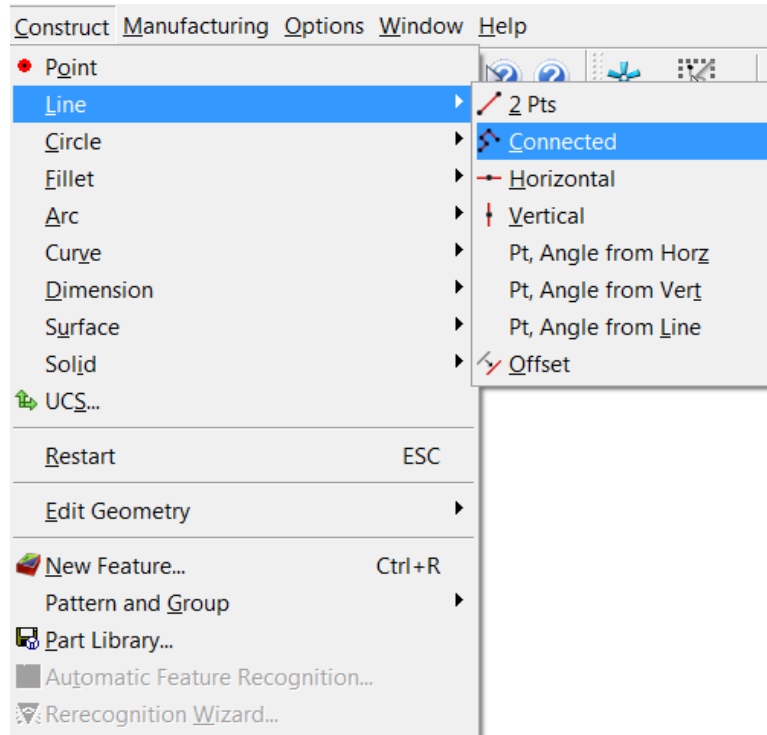 Construct Manufacturing Options Window Help
Point
Line
Circle
Fillet
Arc
Curve
Dimension
Surface
Solid
UCS...
Restart ESC
Edit Geometry
New Feature... Ctrl+R
Pattern and Group
Part Library...
Automatic Feature Recognition...
Rerecognition Wizard...
2 Pts
Connected
Horizontal
Vertical
Pt, Angle from Horz
Pt, Angle from Vert
Pt, Angle from Line
Offset